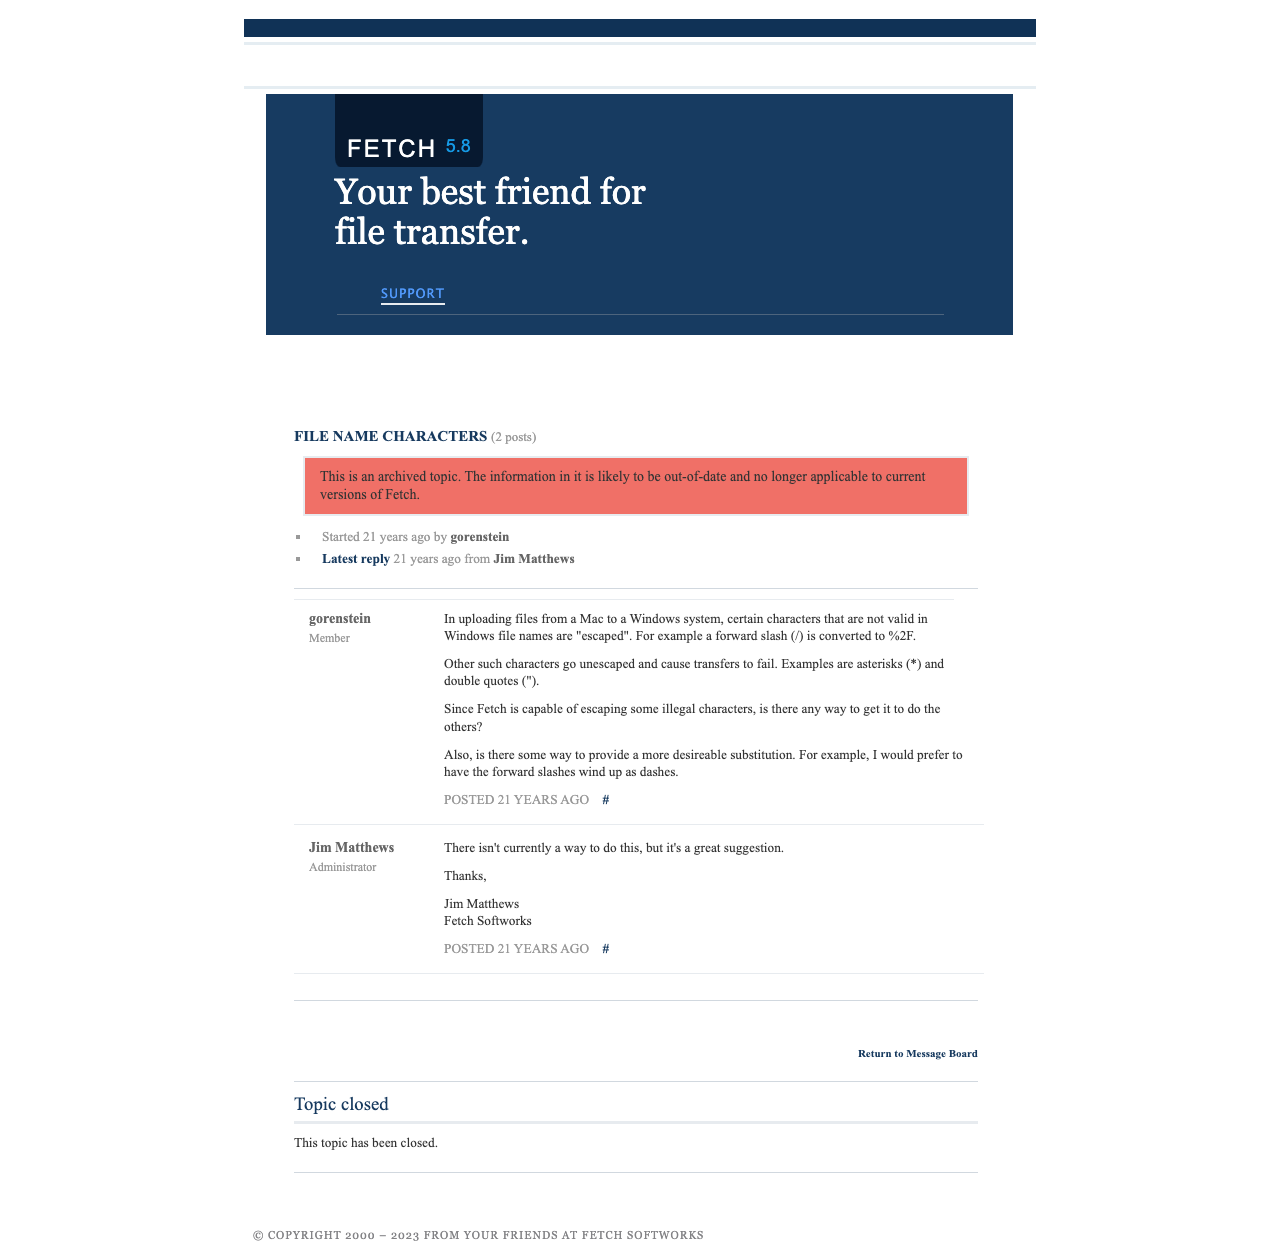 FETCH 5.8
Your best friend for
file transfer.
SUPPORT
FILE NAME CHARACTERS (2 posts)
This is an archived topic. The information in it is likely to be out-of-date and no longer applicable to current
versions of Fetch.
Started 21 years ago by gorenstein
Latest reply 21 years ago from Jim Matthews
gorenstein
Member
In uploading files from a Mac to a Windows system, certain characters that are not valid in
Windows file names are "escaped". For example a forward slash (/) is converted to %2F.
Other such characters go unescaped and cause transfers to fail. Examples are asterisks (*) and
double quotes (").
Since Fetch is capable of escaping some illegal characters, is there any way to get it to do the
others?
Also, is there some way to provide a more desireable substitution. For example, I would prefer to
have the forward slashes wind up as dashes.
POSTED 21 YEARS AGO #
Jim Matthews
Administrator
There isn't currently a way to do this, but it's a great suggestion.
Thanks,
Jim Matthews
Fetch Softworks
POSTED 21 YEARS AGO #
Return to Message Board
Topic closed
This topic has been closed.
© COPYRIGHT 2000 – 2023 FROM YOUR FRIENDS AT FETCH SOFTWORKS